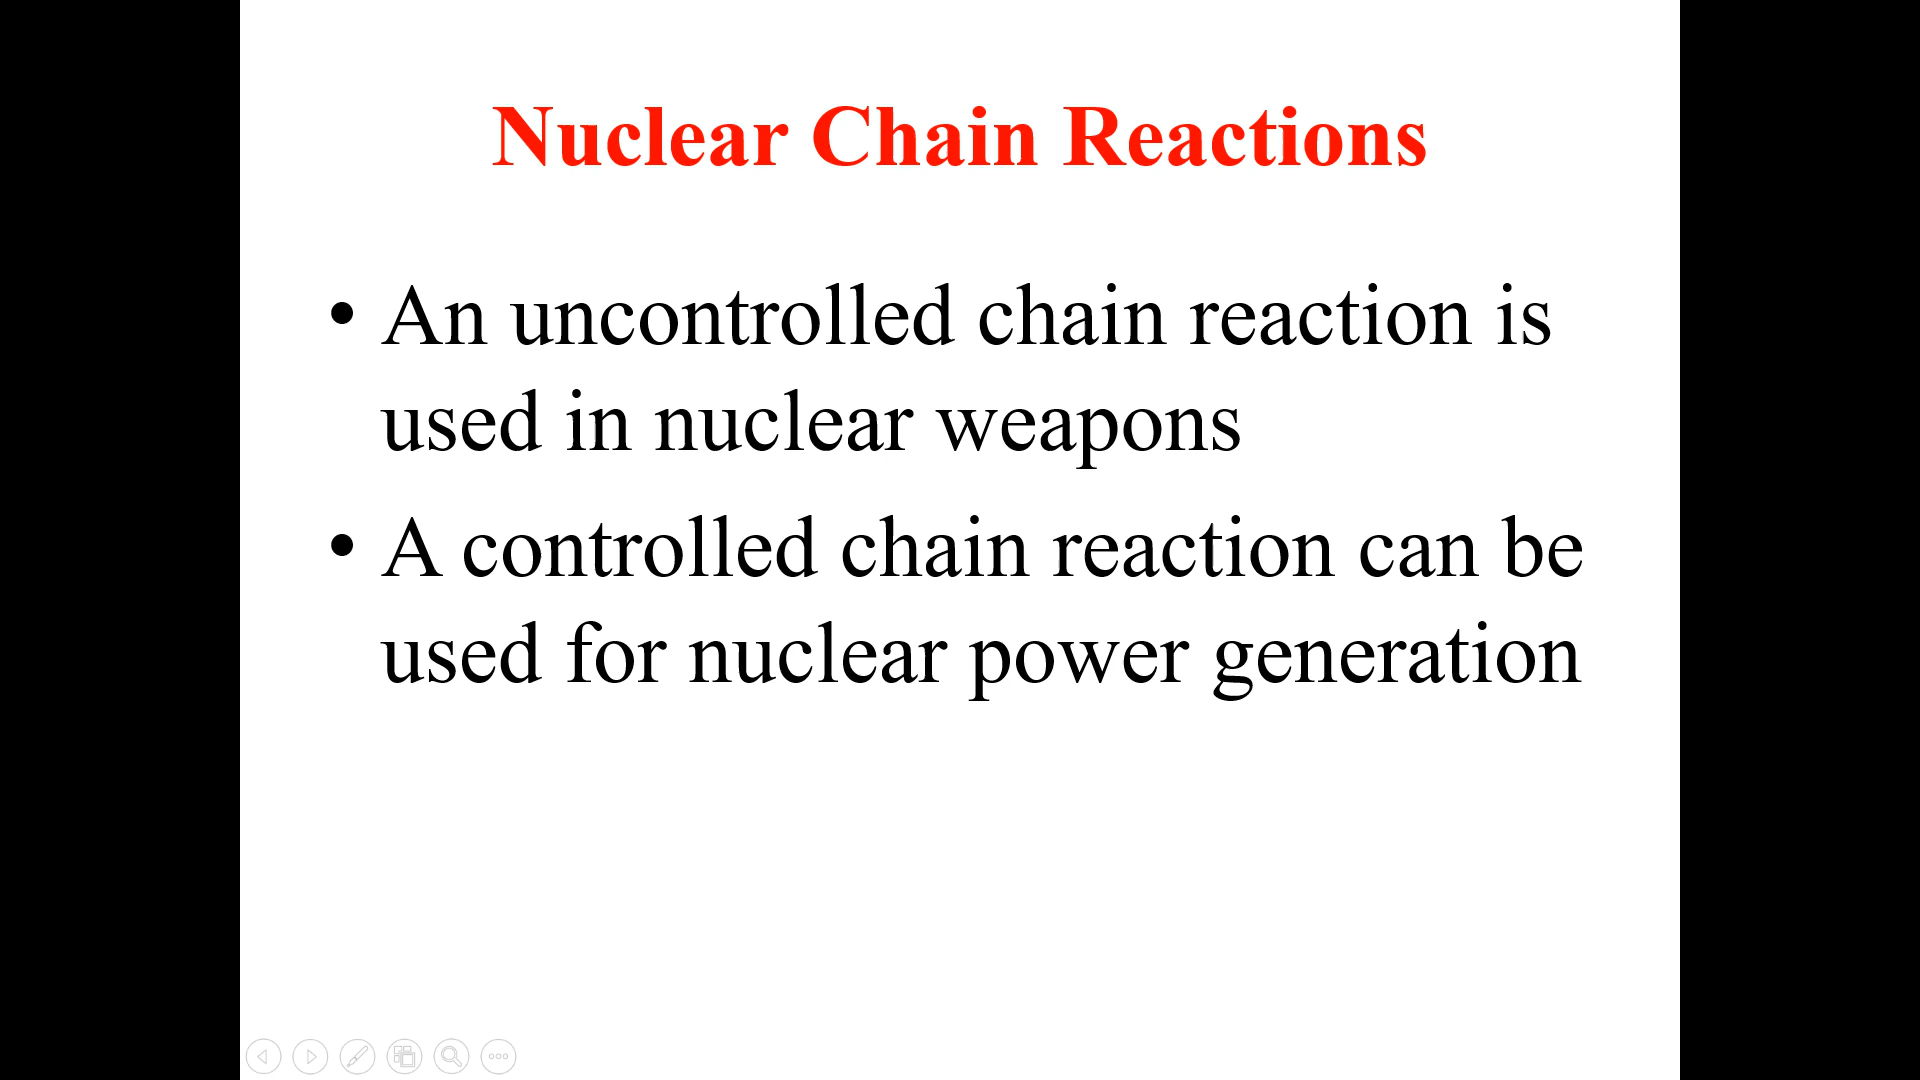 Nuclear Chain Reactions
• An uncontrolled chain reaction is
used in nuclear weapons
• A controlled chain reaction can be
used for nuclear power generation